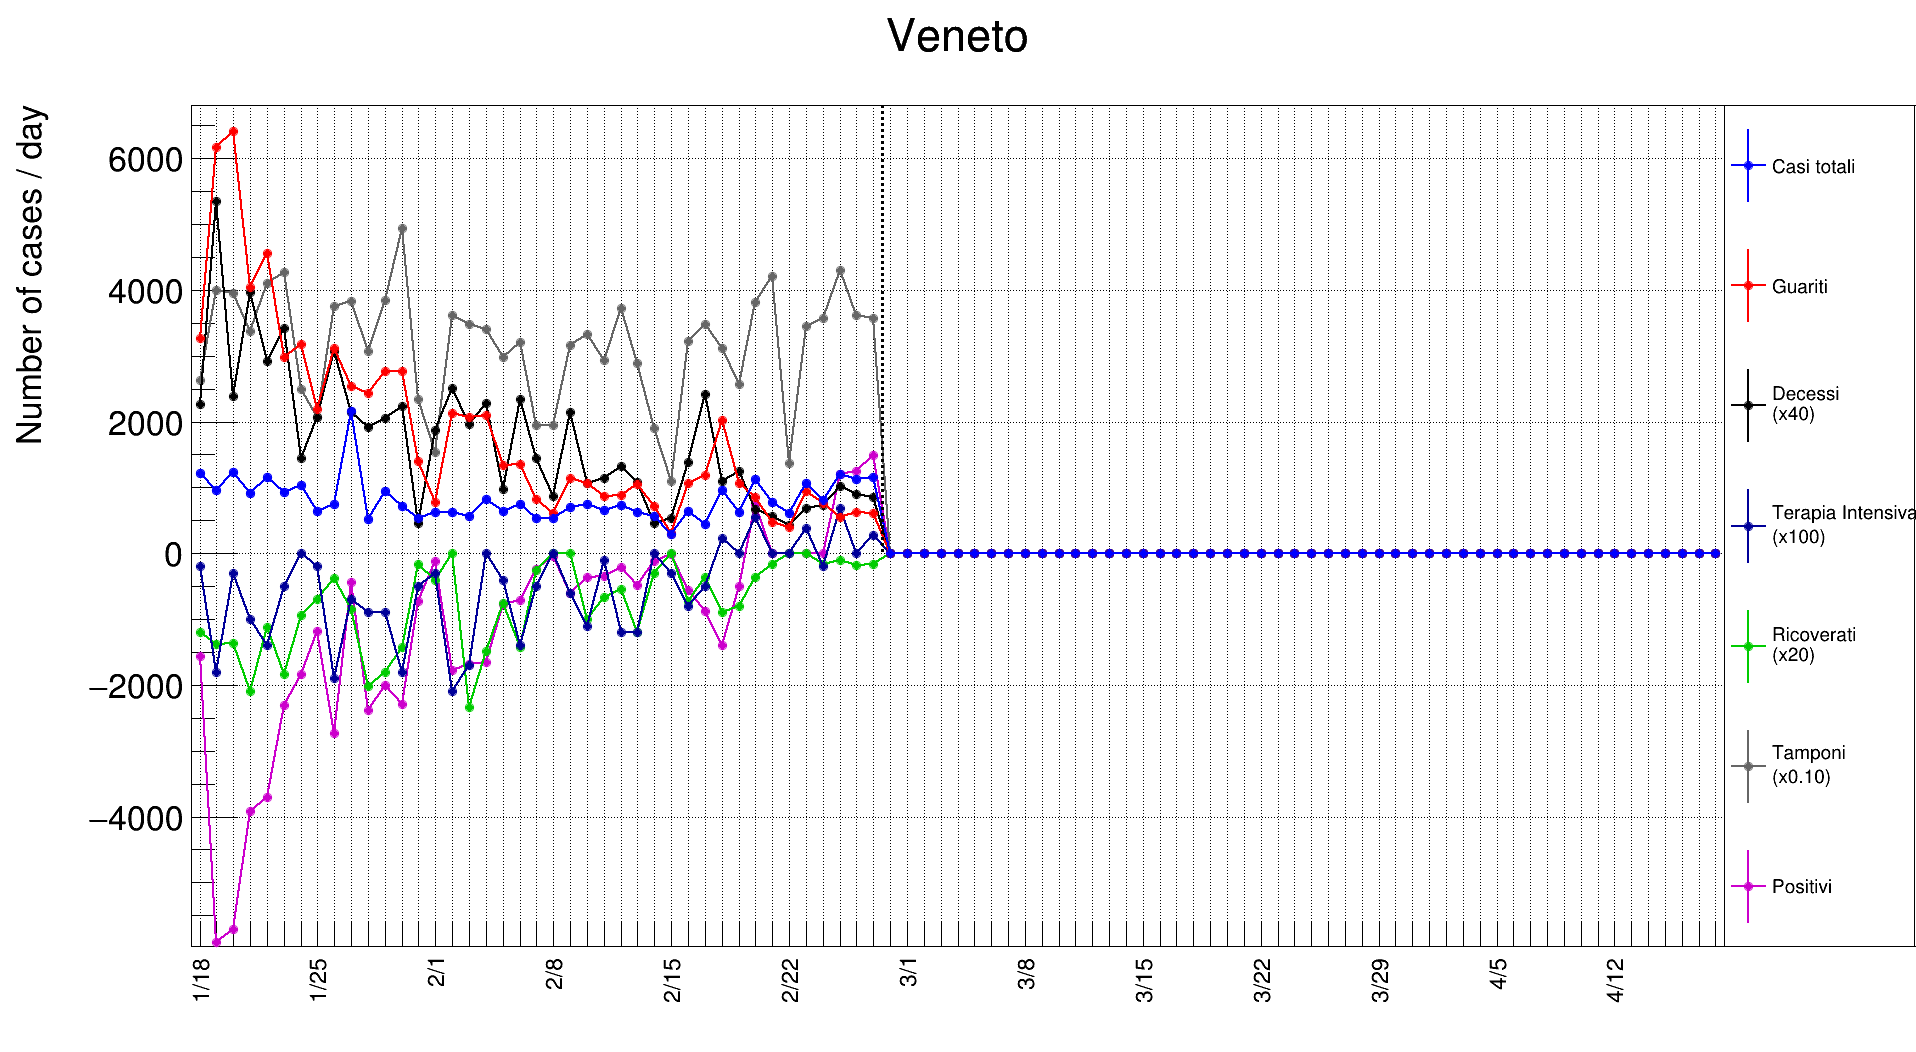 Veneto
Number of cases / day
6000
4000
2000
0
−2000
−4000
1/18
1/25
2/1
2/8
2/15
2/22
3/1
3/8
3/15
3/22
3/29
4/5
4/12
Casi totali
Guariti
Decessi
(x40)
Terapia Intensiva
(x100)
Ricoverati
(x20)
Tamponi
(x0.10)
Positivi